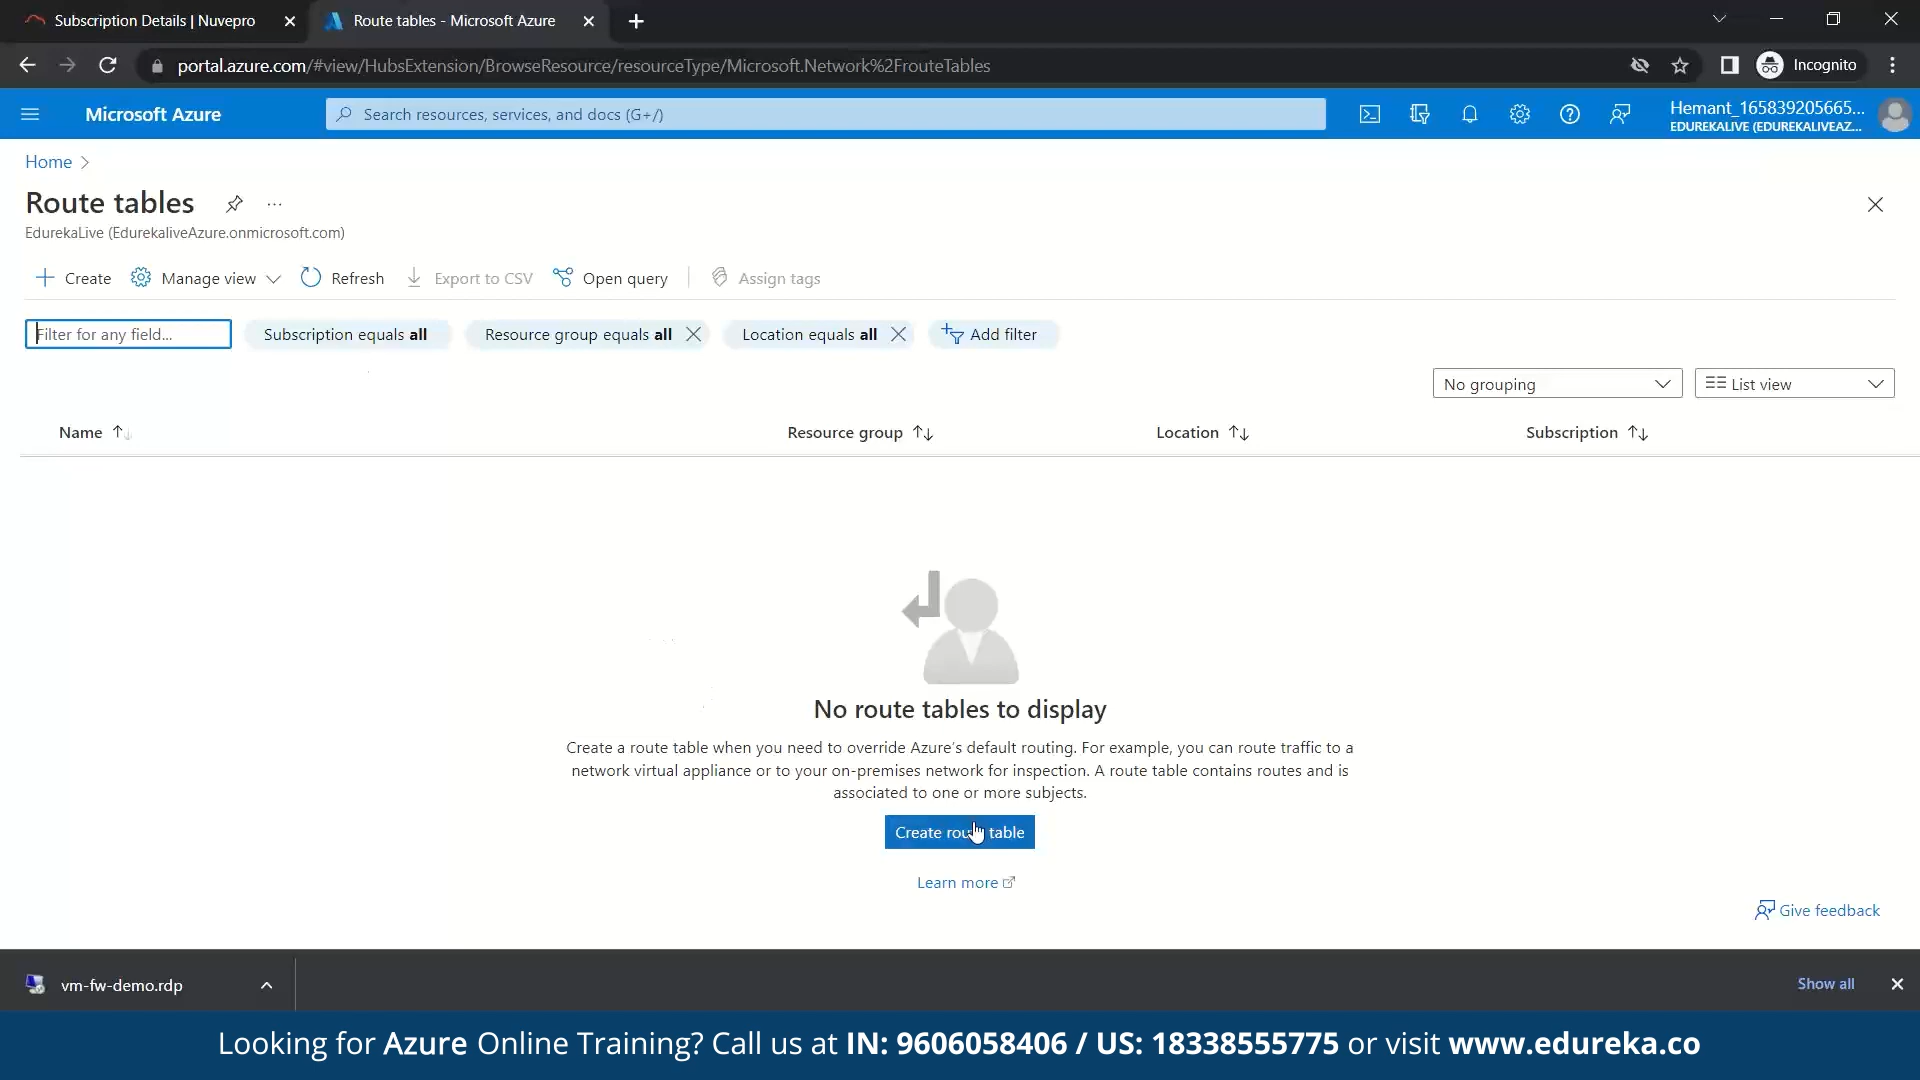 Subscription Details | Nuvepro
Route tables - Microsoft Azure
portal.azure.com/#view/HubsExtension/BrowseResource/resourceType/Microsoft.Network%2FrouteTables
Incognito
Microsoft Azure
Search resources, services, and docs (G+/)
Hemant_165839205665...
EDUREKALIVE (EDUREKALIVEAZ...
Home
Route tables
EdurekaLive (EdurekaliveAzure.onmicrosoft.com)
Create
Manage view
Refresh
Export to CSV
Open query
Assign tags
Filter for any field...
Subscription equals all
Resource group equals all
Location equals all
Add filter
No grouping
List view
Name
Resource group
Location
Subscription
No route tables to display
Create a route table when you need to override Azure's default routing. For example, you can route traffic to a
network virtual appliance or to your on-premises network for inspection. A route table contains routes and is
associated to one or more subjects.
Create route table
Learn more
Give feedback
vm-fw-demo.rdp
Show all
Looking for Azure Online Training? Call us at IN: 9606058406 / US: 18338555775 or visit www.edureka.co